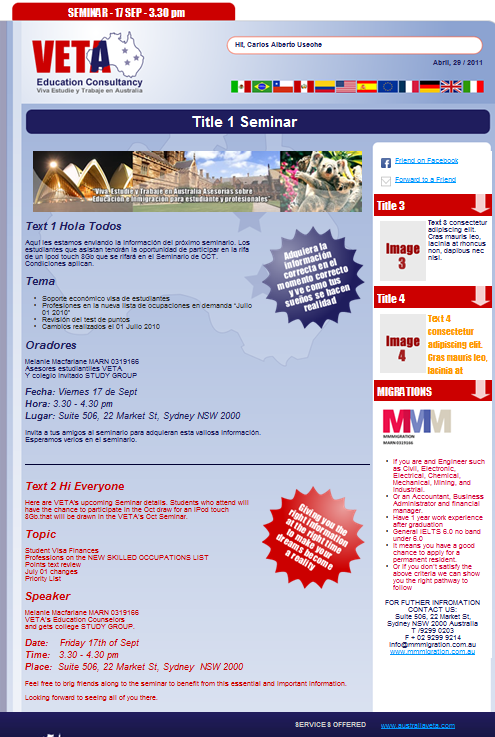 SEMINAR - 17 SEP - 3.30 pm
VETA
Education Consultancy
Viva Estudie y Trabaje en Australia
Hit, Carlos Alberto Useche
Abril, 29 / 2011
Title 1 Seminar
Viva Estudie y Trabaje en Australia Asesorias sobre
Educación e inmigración para estudiante y profesionales
Text 1 Hola Todos
Aquí les estamos enviando la información del próximo seminario. Los
estudiantes que asistan tendrán la oportunidad de participar en la rifa
de un ipod touch 8Gb que se rifará en el Seminario de OCT.
Condiciones aplican.
Adquiera la
información
correcta en el
momento correcto
y ve como tus
sueños se hacen
realidad
Tema
Soporte económico visa de estudiantes
Profesiones en la nueva lista de ocupaciones en demanda "Julio
01 2010"
Revisión del test de puntos
Cambios realizados el 01 Julio 2010
Oradores
Melanie Macfarlane MARN 0319166
Asesores estudiantiles VETA
Y colegio invitado STUDY GROUP
Fecha: Viernes 17 de Sept
Hora: 3.30 - 4.30 pm
Lugar: Suite 506, 22 Market St, Sydney NSW 2000
Invita a tus amigos al seminario para adquieran esta valiosa información.
Esperamos verlos en el seminario.
Text 2 Hi Everyone
Here are VETA's upcoming Seminar details. Students who attend will
have the chance to participate in the Oct draw for an iPod touch
8Gb.that will be drawn in the VETA's Oct Seminar.
Giving you the
right information
at the right time
to make your
dreams become
a reality
Topic
Student Visa Finances
Professions on the NEW SKILLED OCCUPATIONS LIST
Points text review
July 01 changes
Priority List
Speaker
Melanie Macfarlane MARN 0319166
VETA's Education Counselors
and gets college STUDY GROUP.
Date: Friday 17th of Sept
Time: 3.30 - 4.30 pm
Place: Suite 506, 22 Market St, Sydney NSW 2000
Feel free to brig friends along to the seminar to benefit from this essential and important information.
Looking forward to seeing all of you there.
Friend on Facebook
Forward to a Friend
Title 3
Image
3
Text 3 consectetur
adipiscing elit.
Cras mauris leo,
lacinia at rhoncus
non, dapibus nec
nisi.
Title 4
Image
4
Text 4
consectetur
adipiscing elit.
Cras mauris leo,
lacinia at
MIGRATIONS
MMM
MMMIGRATION
MARN 0319166
If you are and Engineer such
as Civil, Electronic,
Electrical, Chemical,
Mechanical, Mining, and
Industrial.
Or an Accountant, Business
Administrator and financial
manager.
Have 1 year work experience
after graduation
General IELTS 6.0 no band
under 6.0
It means you have a good
chance to apply for a
permanent resident.
Or if you don't satisfy the
above criteria we can show
you the right pathway to
follow
FOR FUTHER INFROMATION
CONTACT US:
Suite 506, 22 Market St,
Sydney NSW 2000 Australia
T /9299 0203
F + 02 9299 9214
info@mmmigration.com.au
www.mmmigration.com.au
SERVICES OFFERED
www.australiaveta.com